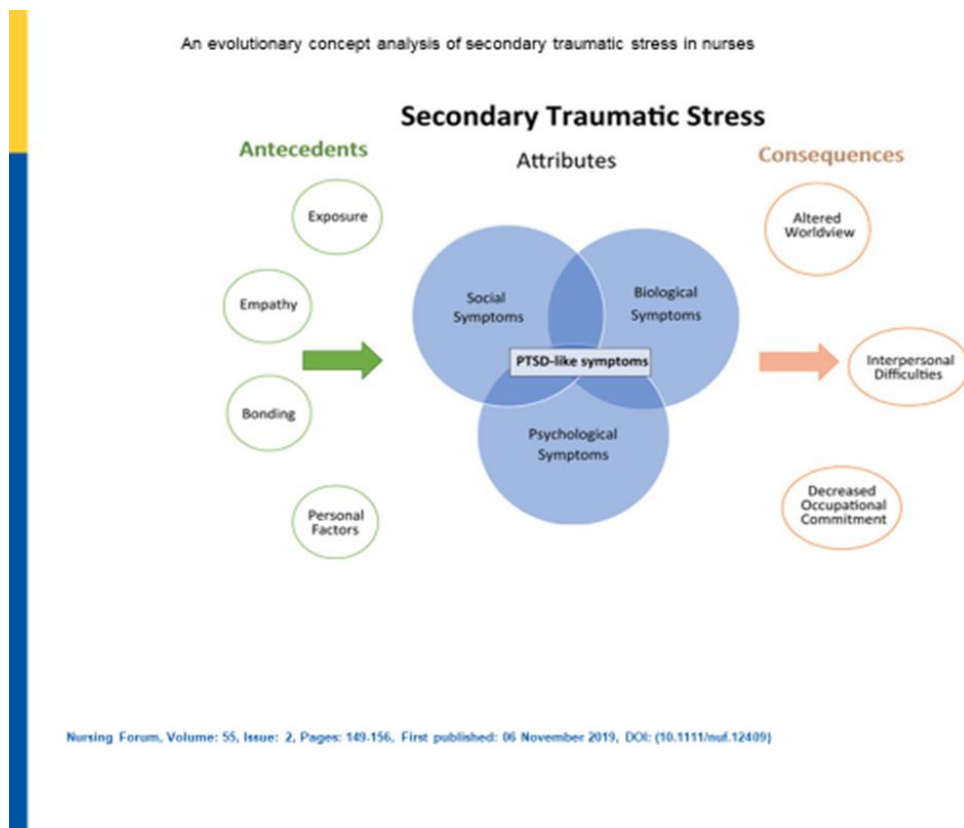 An evolutionary concept analysis of secondary traumatic stress in nurses
Secondary Traumatic Stress
Antecedents
Attributes
Consequences
Exposure
Empathy
Bonding
Personal
Factors
Social
Symptoms
Biological
Symptoms
PTSD-like symptoms
Psychological
Symptoms
Altered
Worldview
Interpersonal
Difficulties
Decreased
Occupational
Commitment
Nursing Forum, Volume: 55, Issue: 2, Pages: 149-156, First published: 06 November 2019, DOI: (10.1111/nuf.12409)